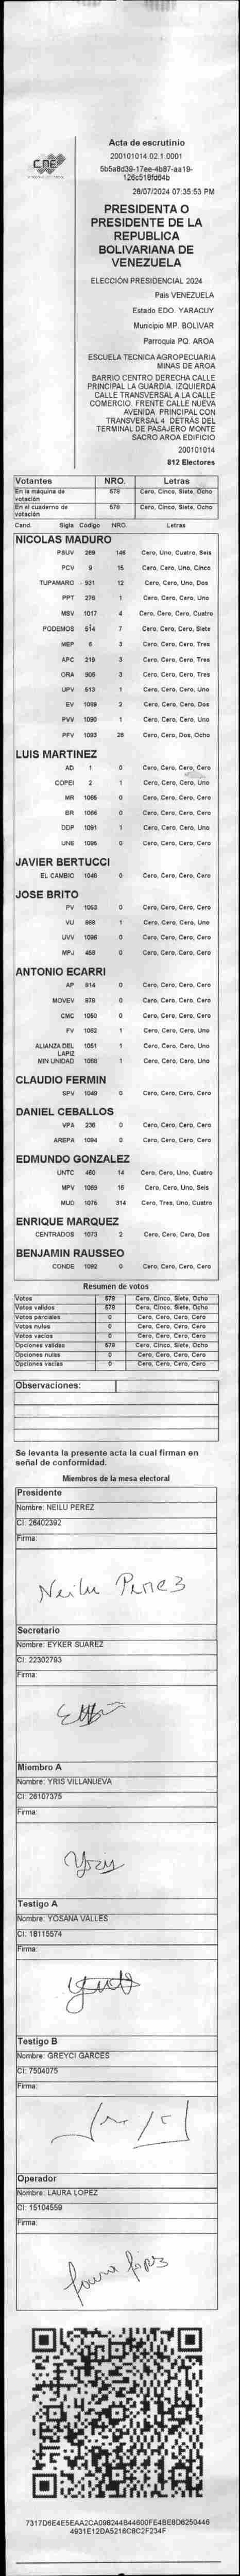 CNE
Acta de escrutinio
200101014.02.1.0001
5b5a8d39-17ee-4b97-aa19-
126c518fd64b
28/07/2024 07:35:53 PM
PRESIDENTA O
PRESIDENTE DE LA
REPUBLICA
BOLIVARIANA DE
VENEZUELA
ELECCIÓN PRESIDENCIAL 2024
Pais VENEZUELA
Estado EDO. YARACUY
Municipio MP. BOLIVAR
Parroquia PQ. AROA
ESCUELA TECNICA AGROPECUARIA
MINAS DE AROA
BARRIO CENTRO DERECHA CALLE
PRINCIPAL LA GUARDIA. IZQUIERDA
CALLE TRANSVERSAL A LA CALLE
COMERCIO. FRENTE CALLE NUEVA
AVENIDA PRINCIPAL CON
TRANSVERSAL 4 DETRÁS DEL
TERMINAL DE PASAJERO MONTE
SACRO AROA EDIFICIO
200101014
812 Electores
Votantes NRO. Letras
En la máquina de votación 578 Cero, Cinco, Siete, Ocho
En el cuaderno de votación 578 Cero, Cinco, Siete, Ocho
Cand. Sigla Código NRO. Letras
NICOLAS MADURO
PSUV 269 146 Cero, Uno, Cuatro, Seis
PCV 9 15 Cero, Cero, Uno, Cinco
TUPAMARO 931 12 Cero, Cero, Uno, Dos
PPT 276 1 Cero, Cero, Cero, Uno
MSV 1017 4 Cero, Cero, Cero, Cuatro
PODEMOS 614 7 Cero, Cero, Cero, Siete
MEP 6 3 Cero, Cero, Cero, Tres
APC 219 3 Cero, Cero, Cero, Tres
ORA 906 3 Cero, Cero, Cero, Tres
UPV 513 1 Cero, Cero, Cero, Uno
EV 1069 2 Cero, Cero, Cero, Dos
PVV 1090 1 Cero, Cero, Cero, Uno
PFV 1093 28 Cero, Cero, Dos, Ocho
LUIS MARTINEZ
AD 1 0 Cero, Cero, Cero, Cero
COPEI 2 1 Cero, Cero, Cero, Uno
MR 1065 0 Cero, Cero, Cero, Cero
BR 1066 0 Cero, Cero, Cero, Cero
DDP 1091 1 Cero, Cero, Cero, Uno
UNE 1095 0 Cero, Cero, Cero, Cero
JAVIER BERTUCCI
EL CAMBIO 1048 0 Cero, Cero, Cero, Cero
JOSE BRITO
PV 1053 0 Cero, Cero, Cero, Cero
VU 868 1 Cero, Cero, Cero, Uno
UVV 1096 0 Cero, Cero, Cero, Cero
MPJ 458 0 Cero, Cero, Cero, Cero
ANTONIO ECARRI
AP 814 0 Cero, Cero, Cero, Cero
MOVEV 979 0 Cero, Cero, Cero, Cero
CMC 1050 0 Cero, Cero, Cero, Cero
FV 1062 1 Cero, Cero, Cero, Uno
ALIANZA DEL LAPIZ 1051 1 Cero, Cero, Cero, Uno
MIN UNIDAD 1068 1 Cero, Cero, Cero, Uno
CLAUDIO FERMIN
SPV 1049 0 Cero, Cero, Cero, Cero
DANIEL CEBALLOS
VPA 236 0 Cero, Cero, Cero, Cero
AREPA 1094 0 Cero, Cero, Cero, Cero
EDMUNDO GONZALEZ
UNTC 460 14 Cero, Cero, Uno, Cuatro
MPV 1089 16 Cero, Cero, Uno, Seis
MUD 1075 314 Cero, Tres, Uno, Cuatro
ENRIQUE MARQUEZ
CENTRADOS 1073 2 Cero, Cero, Cero, Dos
BENJAMIN RAUSSEO
CONDE 1092 0 Cero, Cero, Cero, Cero
Resumen de votos
Votos 578 Cero, Cinco, Siete, Ocho
Votos validos 578 Cero, Cinco, Siete, Ocho
Votos parciales 0 Cero, Cero, Cero, Cero
Votos nulos 0 Cero, Cero, Cero, Cero
Votos vacios 0 Cero, Cero, Cero, Cero
Opciones validas 578 Cero, Cinco, Siete, Ocho
Opciones nulas 0 Cero, Cero, Cero, Cero
Opciones vacias 0 Cero, Cero, Cero, Cero
Observaciones:
Se levanta la presente acta la cual firman en
señal de conformidad.
Miembros de la mesa electoral
Presidente
Nombre: NEILU PEREZ
CI: 26402392
Firma:
Neilu Perez
Secretario
Nombre: EYKER SUAREZ
CI: 22302793
Firma:
Miembro A
Nombre: YRIS VILLANUEVA
CI: 26107375
Firma:
Testigo A
Nombre: YOSANA VALLES
CI: 18115574
Firma:
Testigo B
Nombre: GREYCI GARCES
CI: 7504075
Firma:
Operador
Nombre: LAURA LOPEZ
CI: 15104559
Firma:
Laura lopez
7317D6E4E5EAA2CA098244B44600FE4BE8D6250446
4931E12DA5216C8C2F234F